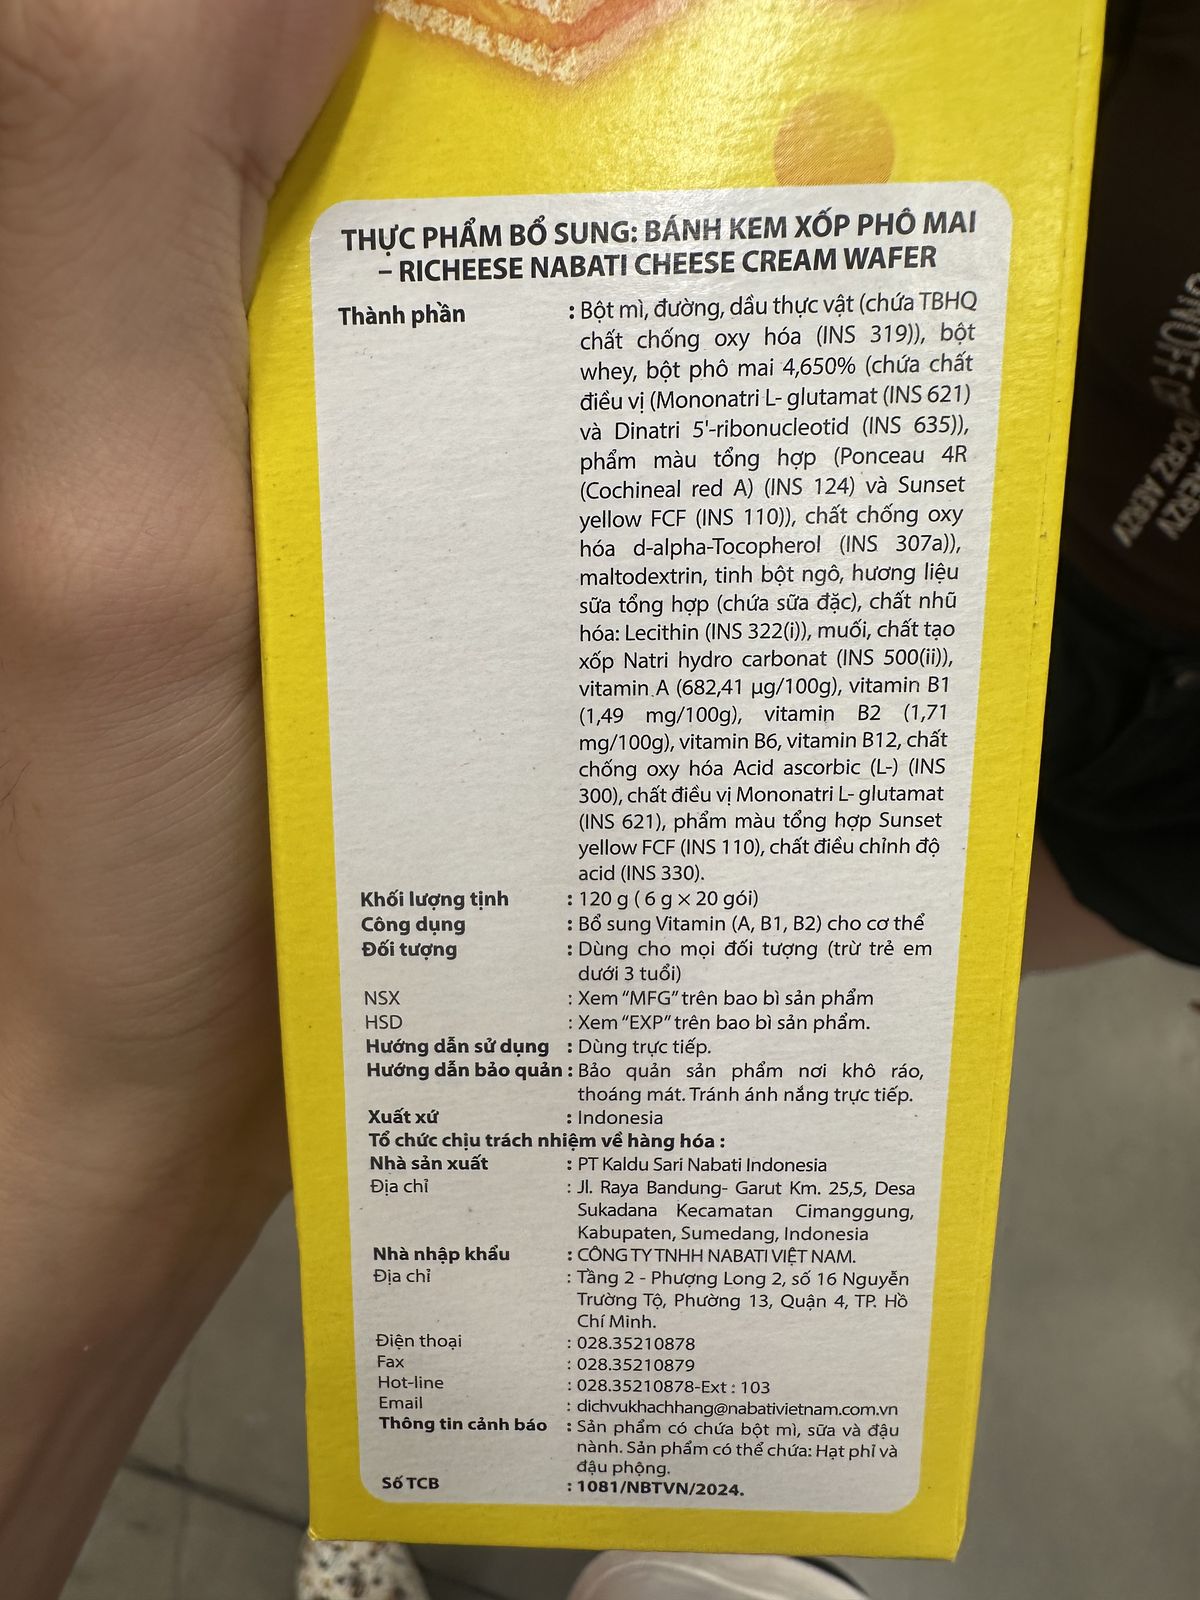 THỰC PHẨM BỔ SUNG: BÁNH KEM XỐP PHÔ MAI
– RICHEESE NABATI CHEESE CREAM WAFER
Thành phần : Bột mì, đường, dầu thực vật (chứa TBHQ
chất chống oxy hóa (INS 319)), bột
whey, bột phô mai 4,650% (chứa chất
điều vị (Mononatri L- glutamat (INS 621)
và Dinatri 5'-ribonucleotid (INS 635)),
phẩm màu tổng hợp (Ponceau 4R
(Cochineal red A) (INS 124) và Sunset
yellow FCF (INS 110)), chất chống oxy
hóa d-alpha-Tocopherol (INS 307a)),
maltodextrin, tinh bột ngô, hương liệu
sữa tổng hợp (chứa sữa đặc), chất nhũ
hóa: Lecithin (INS 322(i)), muối, chất tạo
xốp Natri hydro carbonat (INS 500(ii)),
vitamin A (682,41 µg/100g), vitamin B1
(1,49 mg/100g), vitamin B2 (1,71
mg/100g), vitamin B6, vitamin B12, chất
chống oxy hóa Acid ascorbic (L-) (INS
300), chất điều vị Mononatri L- glutamat
(INS 621), phẩm màu tổng hợp Sunset
yellow FCF (INS 110), chất điều chỉnh độ
acid (INS 330).
Khối lượng tịnh : 120 g ( 6 g × 20 gói)
Công dụng : Bổ sung Vitamin (A, B1, B2) cho cơ thể
Đối tượng : Dùng cho mọi đối tượng (trừ trẻ em
dưới 3 tuổi)
NSX : Xem “MFG” trên bao bì sản phẩm
HSD : Xem “EXP” trên bao bì sản phẩm.
Hướng dẫn sử dụng : Dùng trực tiếp.
Hướng dẫn bảo quản : Bảo quản sản phẩm nơi khô ráo,
thoáng mát. Tránh ánh nắng trực tiếp.
Xuất xứ : Indonesia
Tổ chức chịu trách nhiệm về hàng hóa :
Nhà sản xuất : PT Kaldu Sari Nabati Indonesia
Địa chỉ : Jl. Raya Bandung- Garut Km. 25,5, Desa
Sukadana Kecamatan Cimanggung,
Kabupaten, Sumedang, Indonesia
Nhà nhập khẩu : CÔNG TY TNHH NABATI VIỆT NAM.
Địa chỉ : Tầng 2 - Phượng Long 2, số 16 Nguyễn
Trường Tộ, Phường 13, Quận 4, TP. Hồ
Chí Minh.
Điện thoại : 028.35210878
Fax : 028.35210879
Hot-line : 028.35210878-Ext : 103
Email : dichvukhachhang@nabativietnam.com.vn
Thông tin cảnh báo : Sản phẩm có chứa bột mì, sữa và đậu
nành. Sản phẩm có thể chứa: Hạt phỉ và
đậu phộng.
Số TCB : 1081/NBTVN/2024.